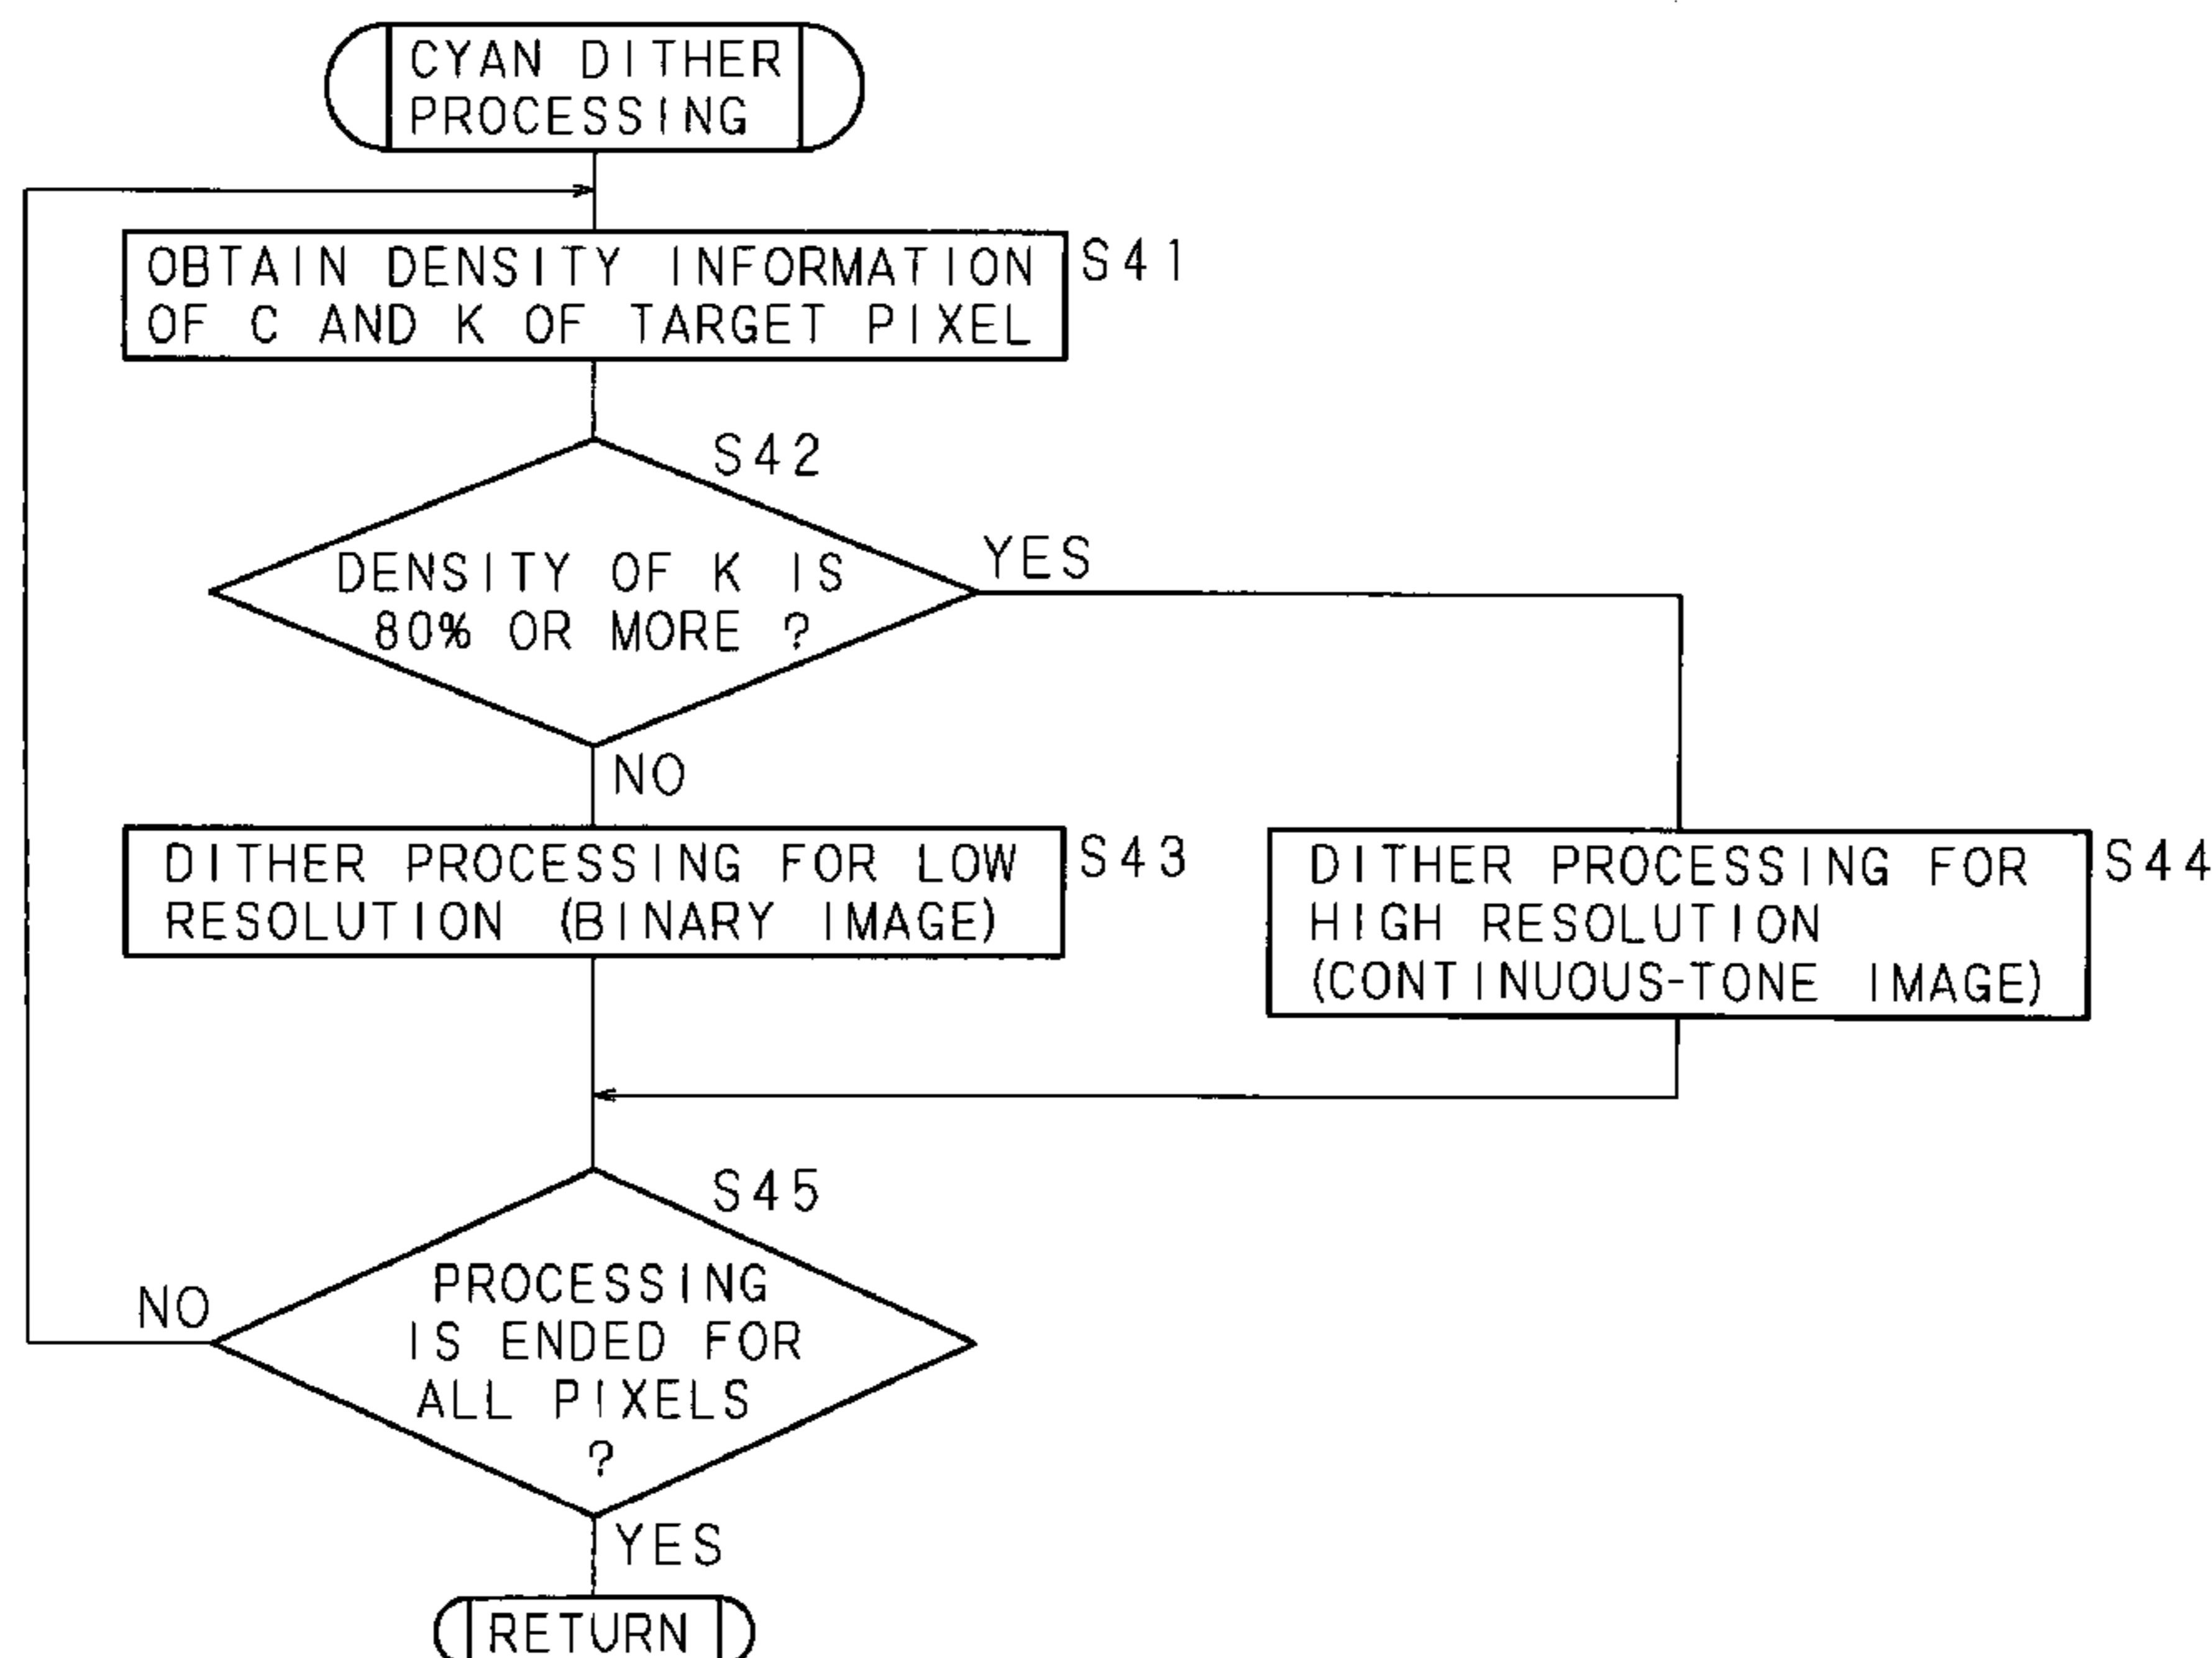 CYAN DITHER
PROCESSING
OBTAIN DENSITY INFORMATION
OF C AND K OF TARGET PIXEL
S41
S42
DENSITY OF K IS
80% OR MORE ?
YES
NO
DITHER PROCESSING FOR LOW
RESOLUTION (BINARY IMAGE)
S43
DITHER PROCESSING FOR
HIGH RESOLUTION
(CONTINUOUS-TONE IMAGE)
S44
S45
PROCESSING
IS ENDED FOR
ALL PIXELS
?
NO
YES
RETURN